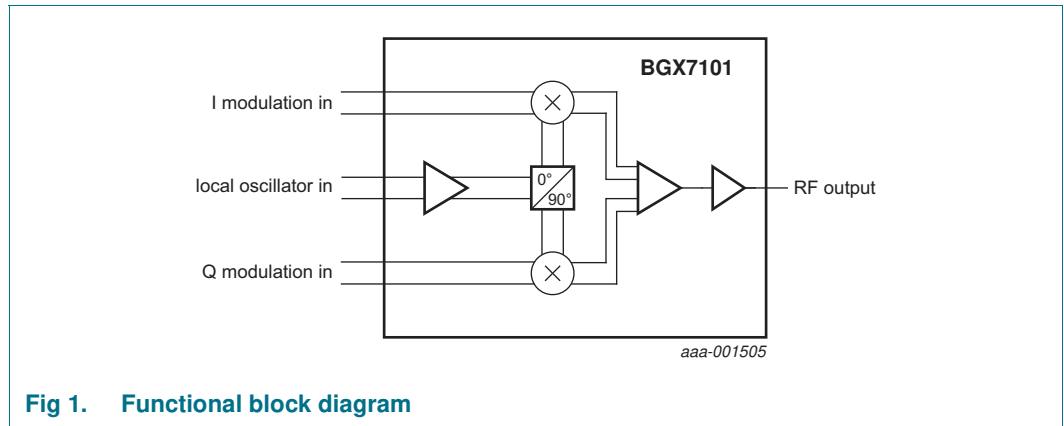 BGX7101
I modulation in
local oscillator in
0°
90°
RF output
Q modulation in
aaa-001505
Fig 1. Functional block diagram